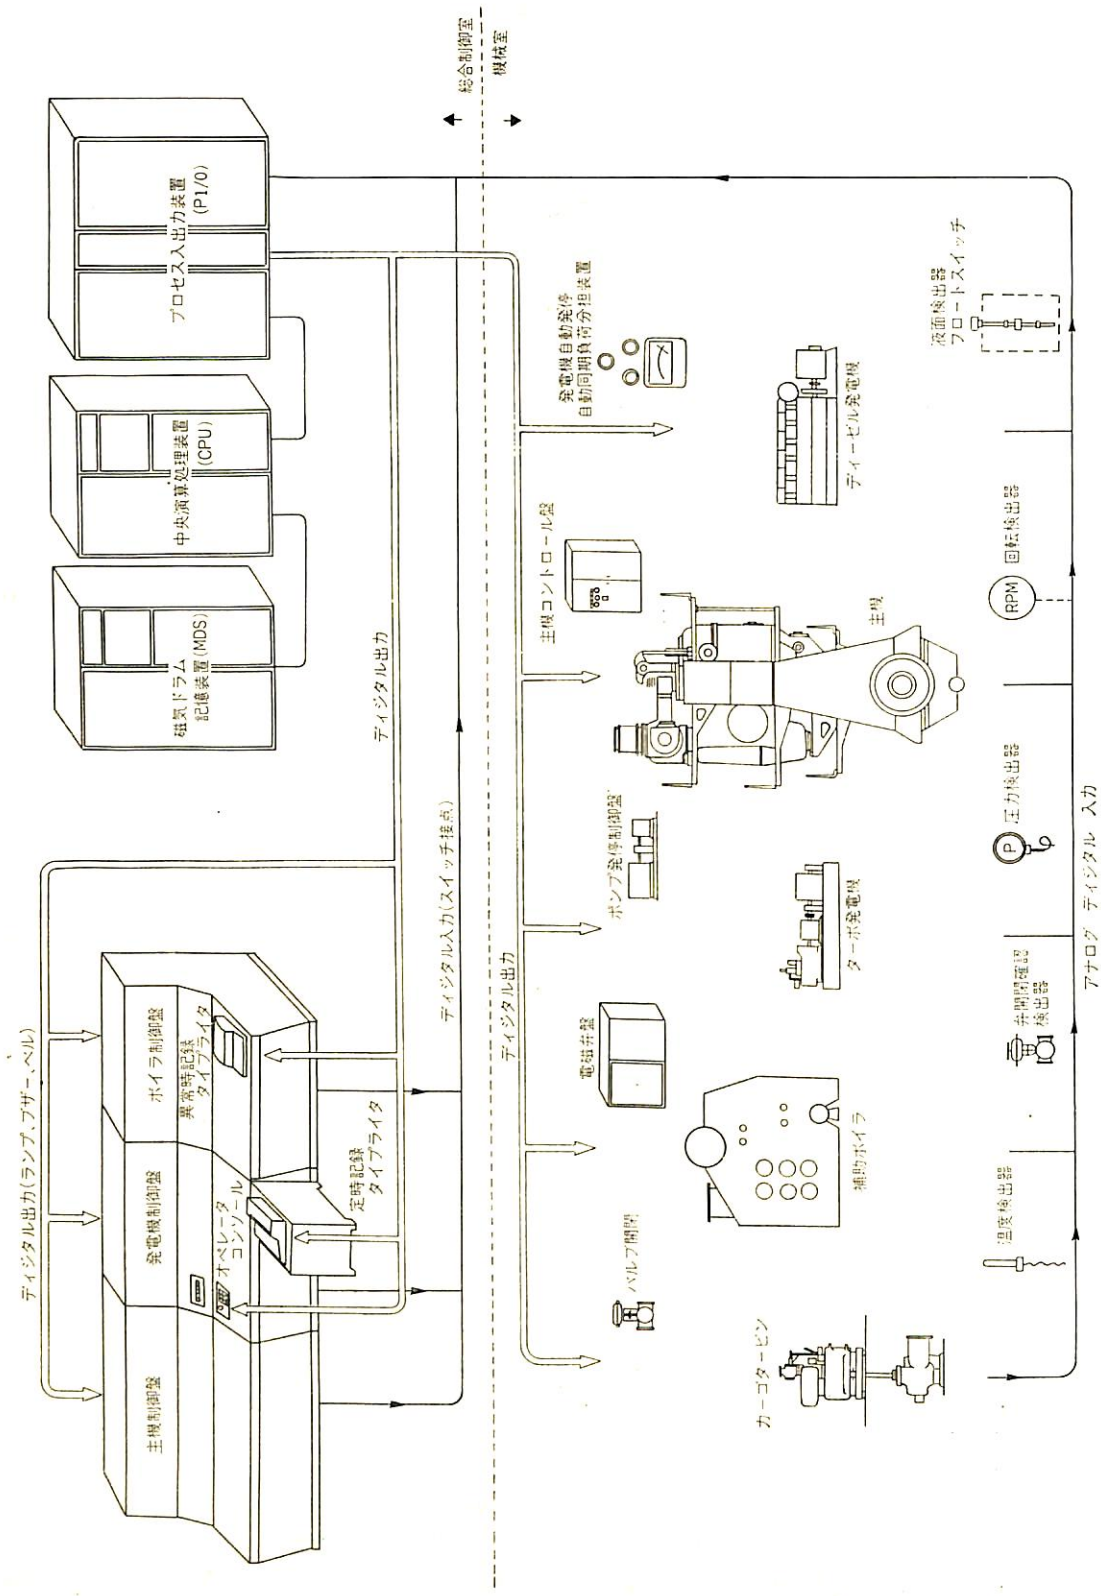 総合制御室
機械室
プロセス入出力装置
(P1/0)
中央演算処理装置
(CPU)
磁気ドラム
記憶装置(MDS)
ディジタル出力
ディジタル出力(ランプ、ブザー、ベル)
ディジタル入力(スイッチ接点)
主機制御盤
発電機制御盤
ボイラ制御盤
異常時記録
タイプライタ
オペレータ
コンソール
定時記録
タイプライタ
ディジタル出力
バルブ開閉
電磁弁盤
ポンプ発停制御盤
主機コントロール盤
発電機自動発停
自動同期負荷分担装置
カーゴタービン
補助ボイラ
ターボ発電機
主機
ディーゼル発電機
温度検出器
弁開閉確認
検出器
P
圧力検出器
RPM
回転検出器
液面検出器
フロートスイッチ
アナログ ディジタル 入力